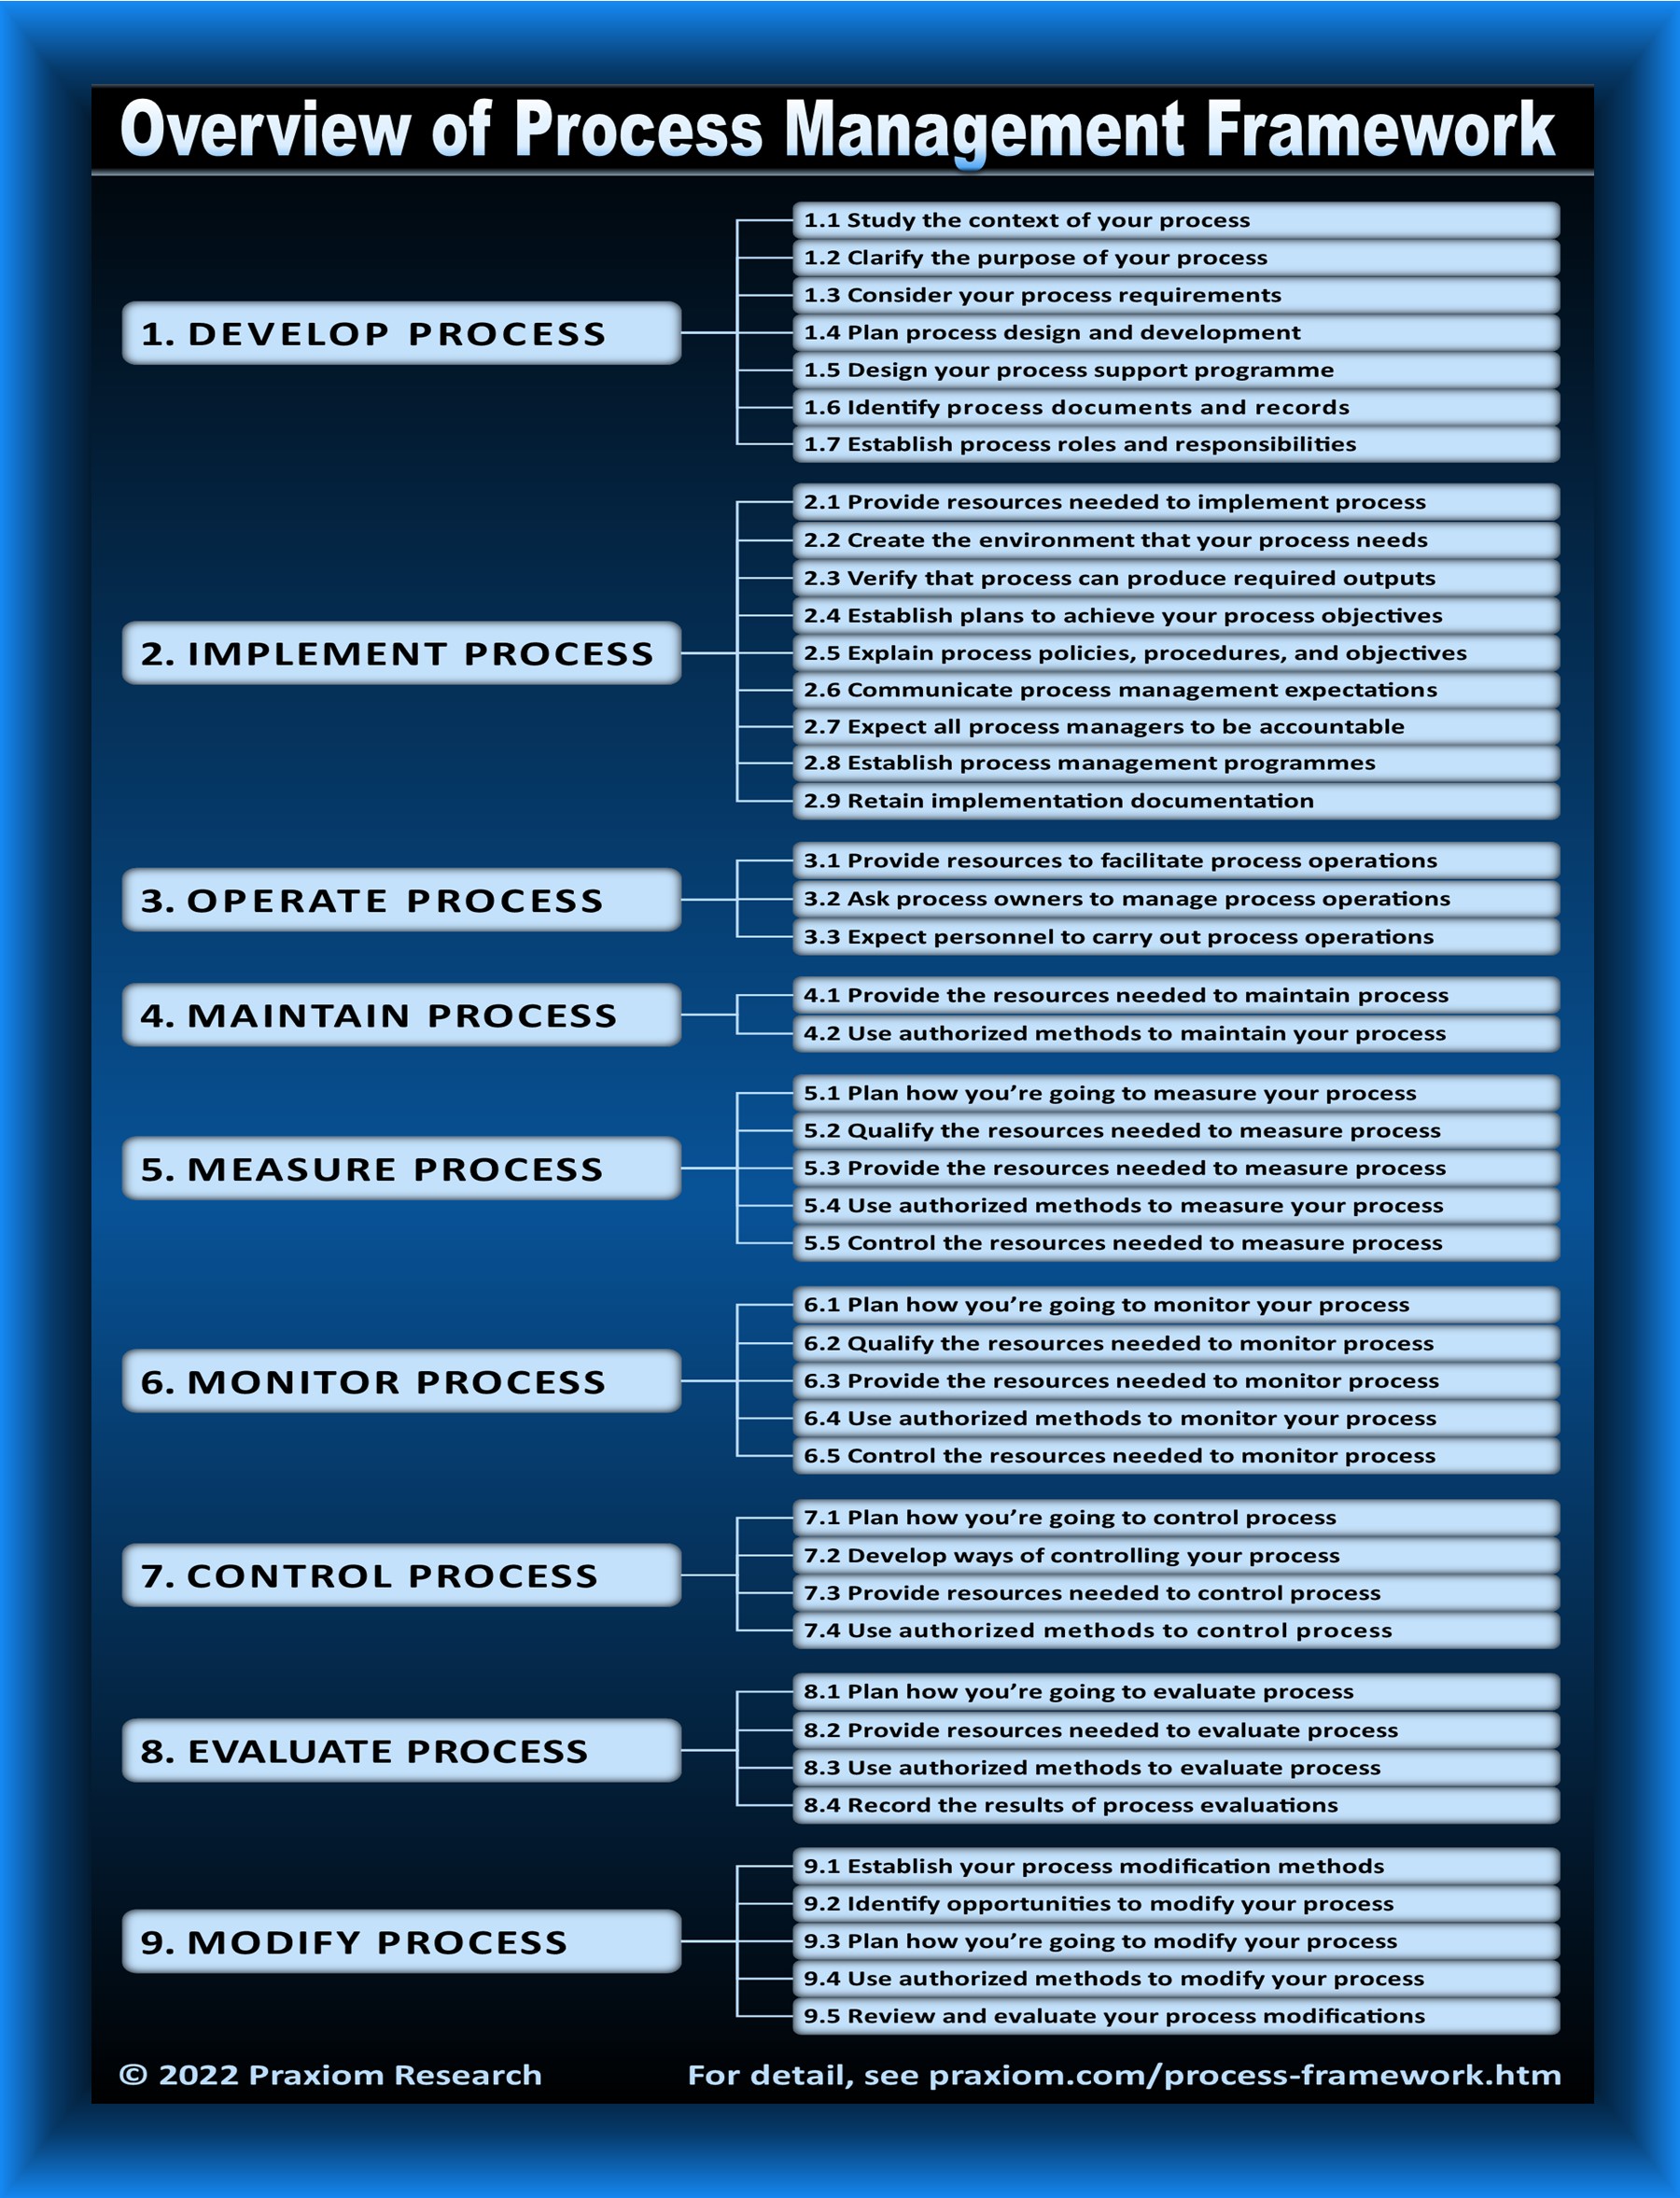 Overview of Process Management Framework
1. DEVELOP PROCESS
1.1 Study the context of your process
1.2 Clarify the purpose of your process
1.3 Consider your process requirements
1.4 Plan process design and development
1.5 Design your process support programme
1.6 Identify process documents and records
1.7 Establish process roles and responsibilities
2. IMPLEMENT PROCESS
2.1 Provide resources needed to implement process
2.2 Create the environment that your process needs
2.3 Verify that process can produce required outputs
2.4 Establish plans to achieve your process objectives
2.5 Explain process policies, procedures, and objectives
2.6 Communicate process management expectations
2.7 Expect all process managers to be accountable
2.8 Establish process management programmes
2.9 Retain implementation documentation
3. OPERATE PROCESS
3.1 Provide resources to facilitate process operations
3.2 Ask process owners to manage process operations
3.3 Expect personnel to carry out process operations
4. MAINTAIN PROCESS
4.1 Provide the resources needed to maintain process
4.2 Use authorized methods to maintain your process
5. MEASURE PROCESS
5.1 Plan how you’re going to measure your process
5.2 Qualify the resources needed to measure process
5.3 Provide the resources needed to measure process
5.4 Use authorized methods to measure your process
5.5 Control the resources needed to measure process
6. MONITOR PROCESS
6.1 Plan how you’re going to monitor your process
6.2 Qualify the resources needed to monitor process
6.3 Provide the resources needed to monitor process
6.4 Use authorized methods to monitor your process
6.5 Control the resources needed to monitor process
7. CONTROL PROCESS
7.1 Plan how you’re going to control process
7.2 Develop ways of controlling your process
7.3 Provide resources needed to control process
7.4 Use authorized methods to control process
8. EVALUATE PROCESS
8.1 Plan how you’re going to evaluate process
8.2 Provide resources needed to evaluate process
8.3 Use authorized methods to evaluate process
8.4 Record the results of process evaluations
9. MODIFY PROCESS
9.1 Establish your process modification methods
9.2 Identify opportunities to modify your process
9.3 Plan how you’re going to modify your process
9.4 Use authorized methods to modify your process
9.5 Review and evaluate your process modifications
© 2022 Praxiom Research
For detail, see praxiom.com/process-framework.htm